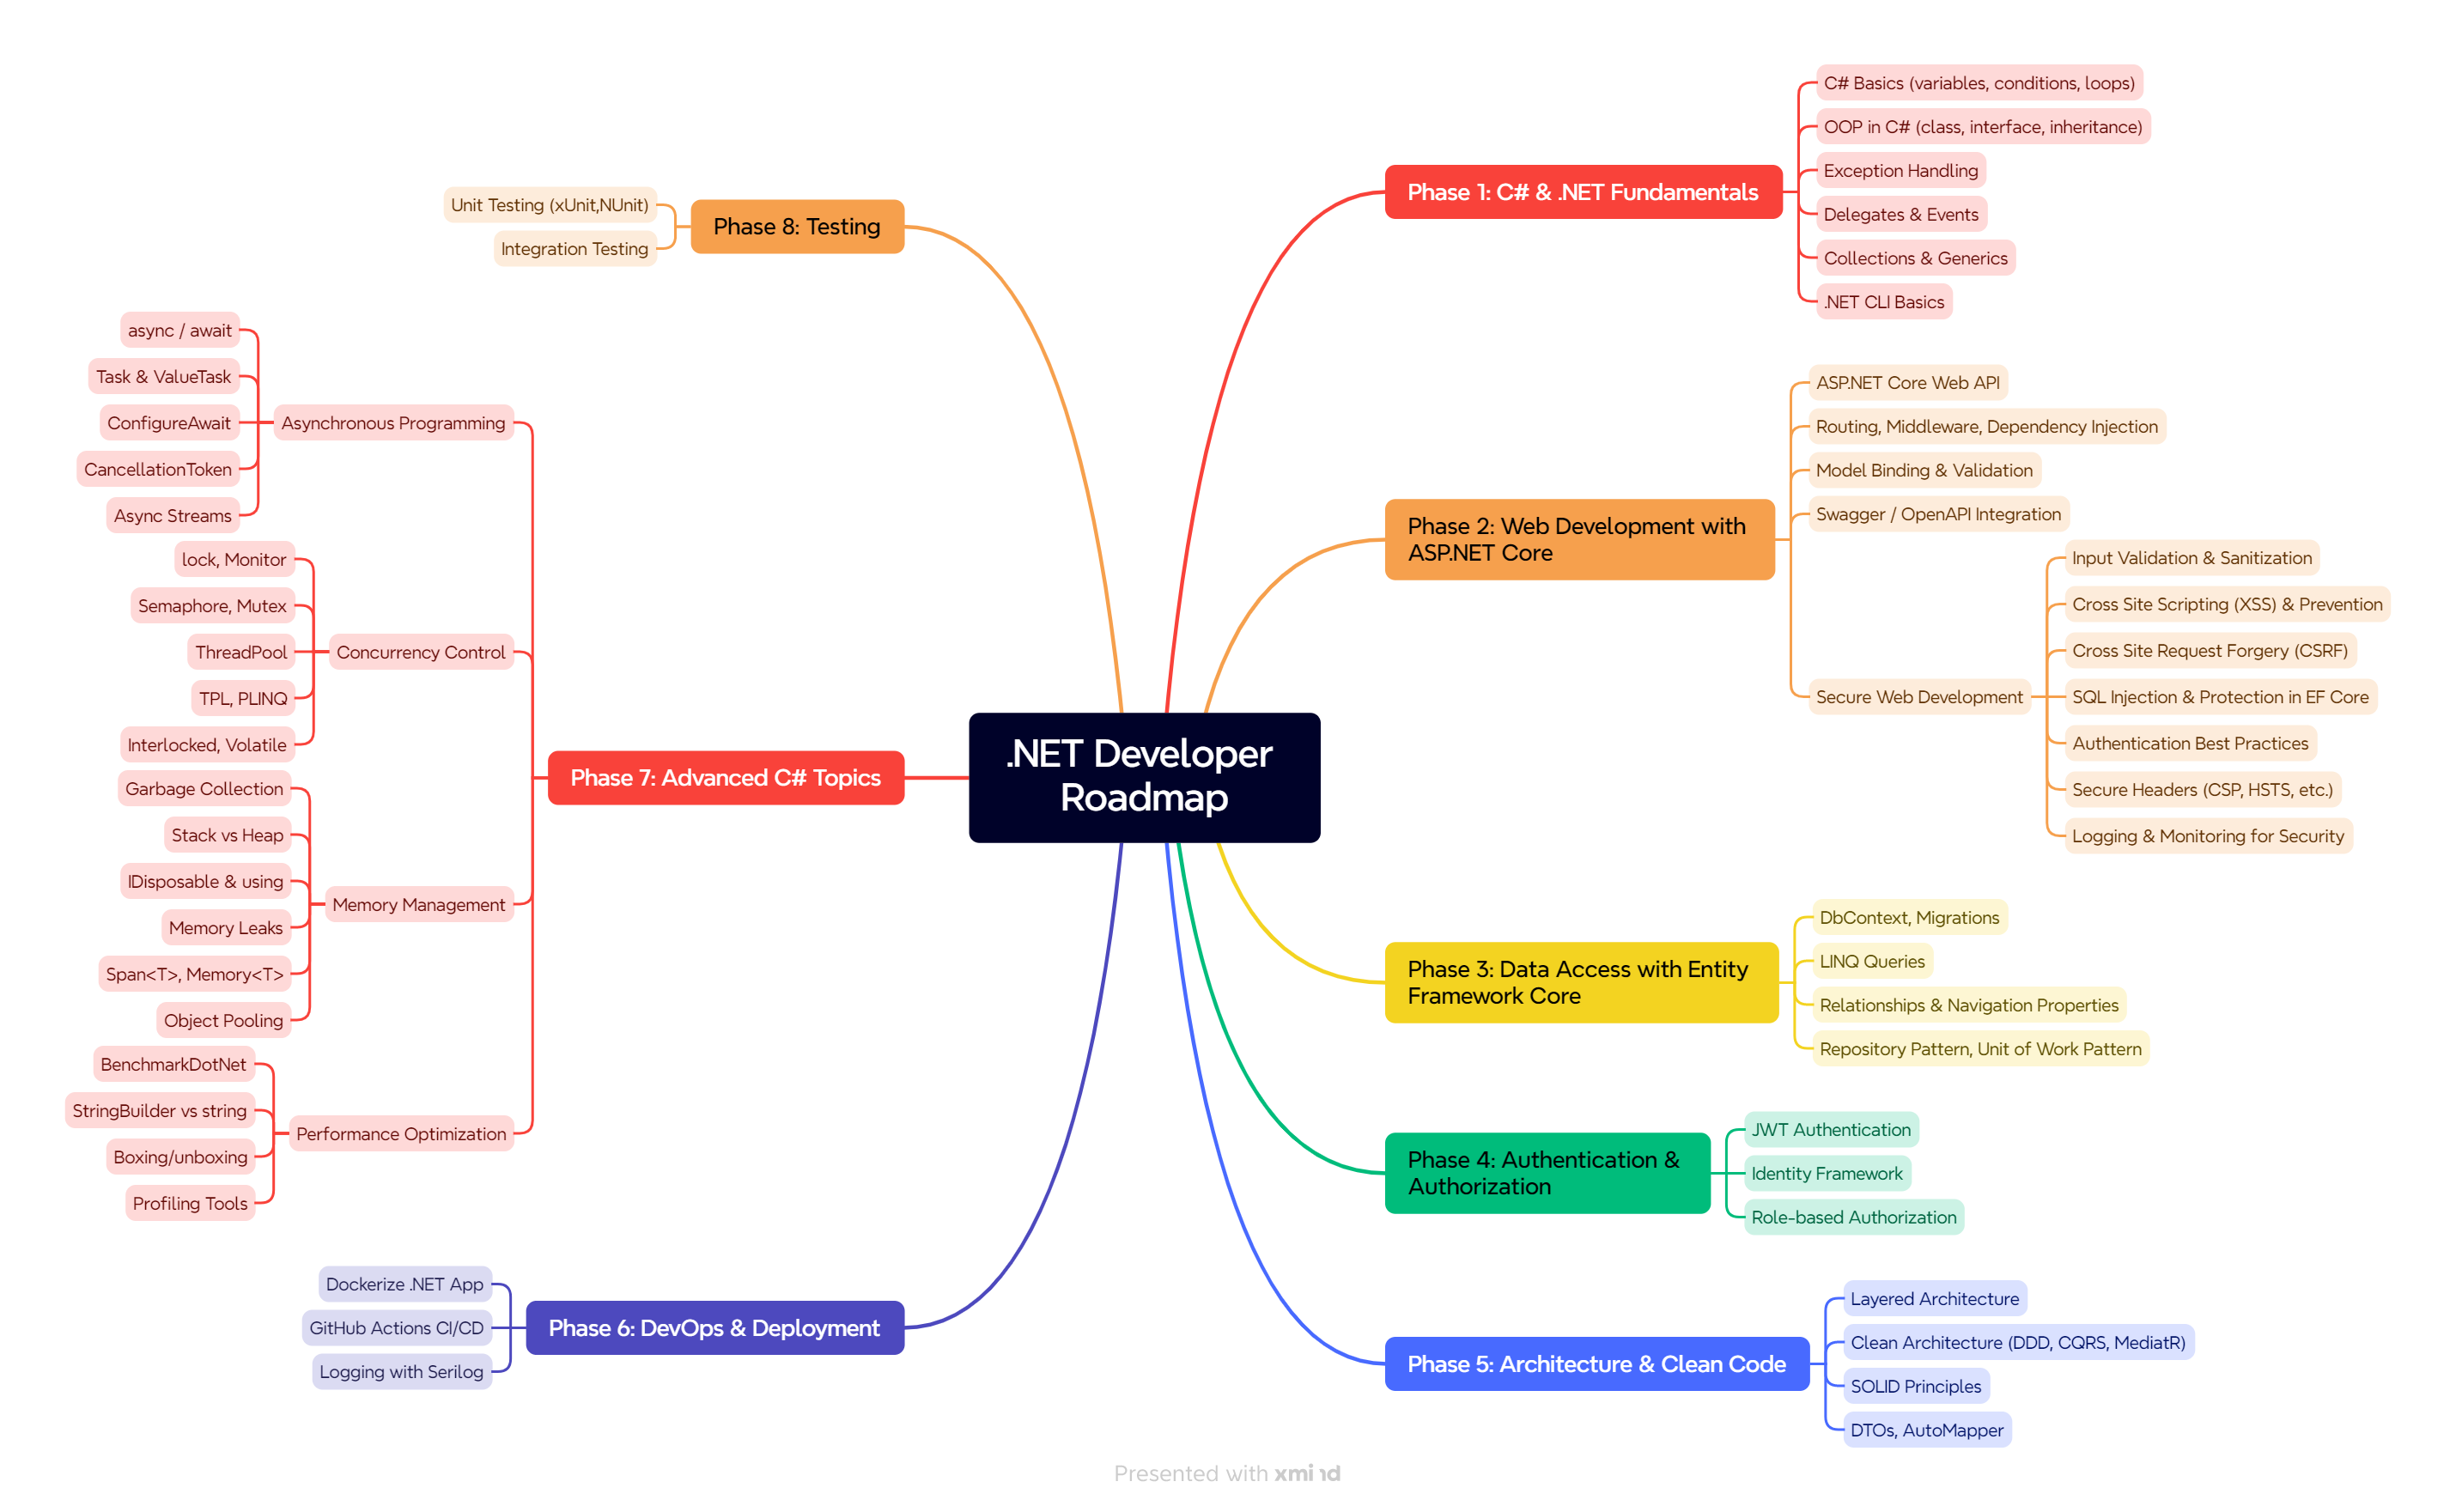 .NET Developer
Roadmap
Phase 1: C# & .NET Fundamentals
C# Basics (variables, conditions, loops)
OOP in C# (class, interface, inheritance)
Exception Handling
Delegates & Events
Collections & Generics
.NET CLI Basics
Phase 2: Web Development with
ASP.NET Core
ASP.NET Core Web API
Routing, Middleware, Dependency Injection
Model Binding & Validation
Swagger / OpenAPI Integration
Secure Web Development
Input Validation & Sanitization
Cross Site Scripting (XSS) & Prevention
Cross Site Request Forgery (CSRF)
SQL Injection & Protection in EF Core
Authentication Best Practices
Secure Headers (CSP, HSTS, etc.)
Logging & Monitoring for Security
Phase 3: Data Access with Entity
Framework Core
DbContext, Migrations
LINQ Queries
Relationships & Navigation Properties
Repository Pattern, Unit of Work Pattern
Phase 4: Authentication &
Authorization
JWT Authentication
Identity Framework
Role-based Authorization
Phase 5: Architecture & Clean Code
Layered Architecture
Clean Architecture (DDD, CQRS, MediatR)
SOLID Principles
DTOs, AutoMapper
Phase 6: DevOps & Deployment
Dockerize .NET App
GitHub Actions CI/CD
Logging with Serilog
Phase 7: Advanced C# Topics
Asynchronous Programming
async / await
Task & ValueTask
ConfigureAwait
CancellationToken
Async Streams
Concurrency Control
lock, Monitor
Semaphore, Mutex
ThreadPool
TPL, PLINQ
Interlocked, Volatile
Memory Management
Garbage Collection
Stack vs Heap
IDisposable & using
Memory Leaks
Span<T>, Memory<T>
Object Pooling
Performance Optimization
BenchmarkDotNet
StringBuilder vs string
Boxing/unboxing
Profiling Tools
Phase 8: Testing
Unit Testing (xUnit,NUnit)
Integration Testing
Presented with xmind